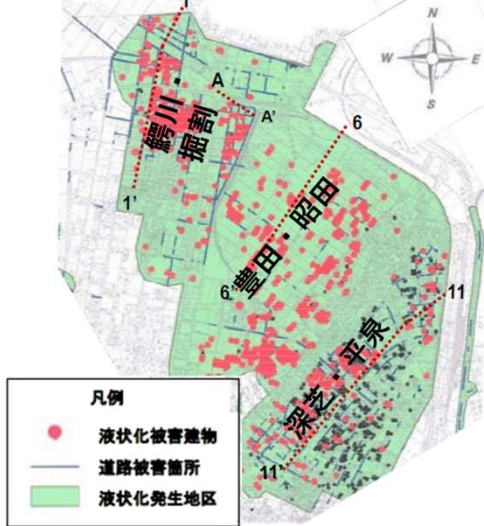 1
N
W
E
S
A
A'
6
鰐川・
堀割
1'
豊田・昭田
6'
11
深芝・平泉
11'
凡例
液状化被害建物
道路被害箇所
液状化発生地区